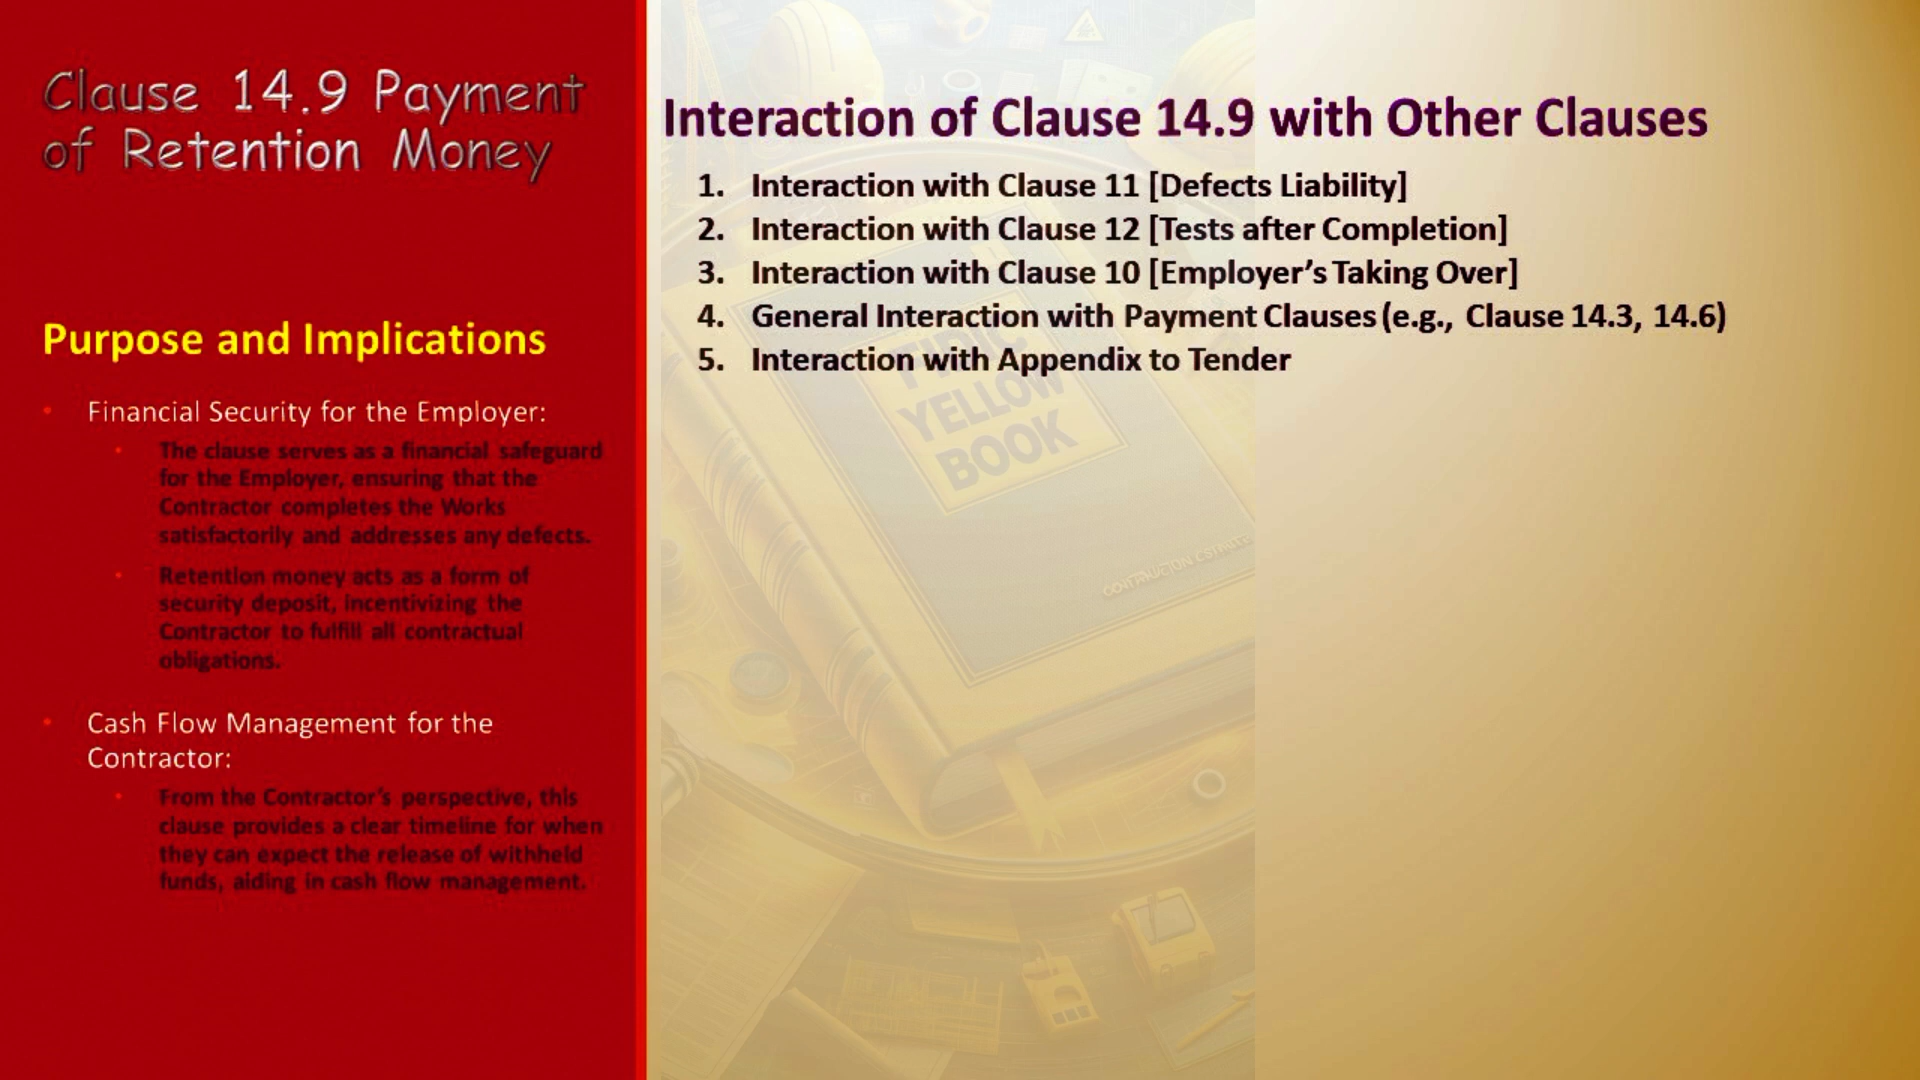 Clause 14.9 Payment
of Retention Money
Purpose and Implications
• Financial Security for the Employer:
• The clause serves as a financial safeguard
for the Employer, ensuring that the
Contractor completes the Works
satisfactorily and addresses any defects.
• Retention money acts as a form of
security deposit, incentivizing the
Contractor to fulfill all contractual
obligations.
• Cash Flow Management for the
Contractor:
• From the Contractor's perspective, this
clause provides a clear timeline for when
they can expect the release of withheld
funds, aiding in cash flow management.
Interaction of Clause 14.9 with Other Clauses
1. Interaction with Clause 11 [Defects Liability]
2. Interaction with Clause 12 [Tests after Completion]
3. Interaction with Clause 10 [Employer's Taking Over]
4. General Interaction with Payment Clauses (e.g., Clause 14.3, 14.6)
5. Interaction with Appendix to Tender
YELLOW
BOOK